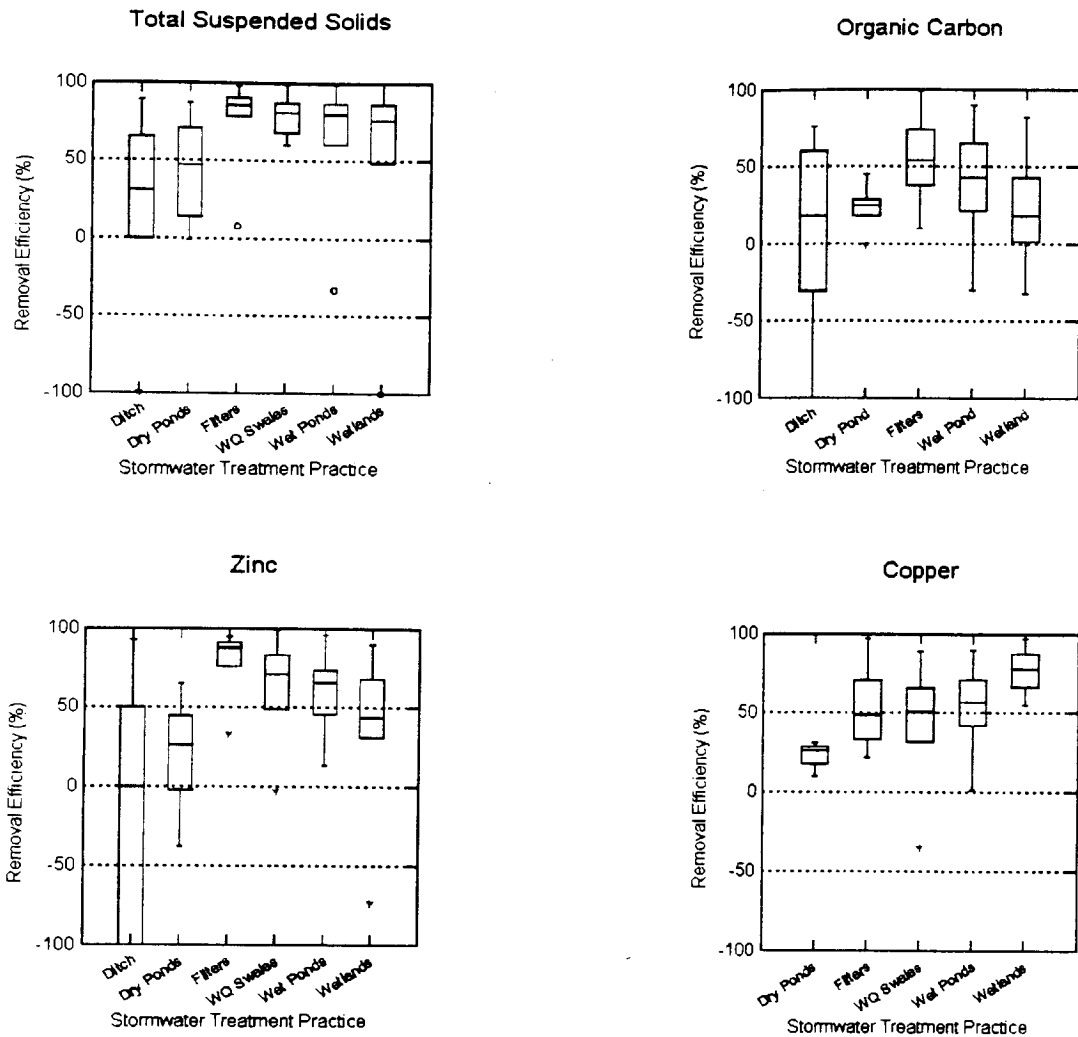 Total Suspended Solids
Removal Efficiency (%)
100
50
0
-50
-100
Ditch
Dry Ponds
Filters
WQ Swales
Wet Ponds
Wetlands
Stormwater Treatment Practice
Organic Carbon
Removal Efficiency (%)
100
50
0
-50
-100
Ditch
Dry Pond
Filters
Wet Pond
Wetland
Stormwater Treatment Practice
Zinc
Removal Efficiency (%)
100
50
0
-50
-100
Ditch
Dry Ponds
Filters
WQ Swales
Wet Ponds
Wetlands
Stormwater Treatment Practice
Copper
Removal Efficiency (%)
100
50
0
-50
-100
Dry Ponds
Filters
WQ Swales
Wet Ponds
Wetlands
Stormwater Treatment Practice